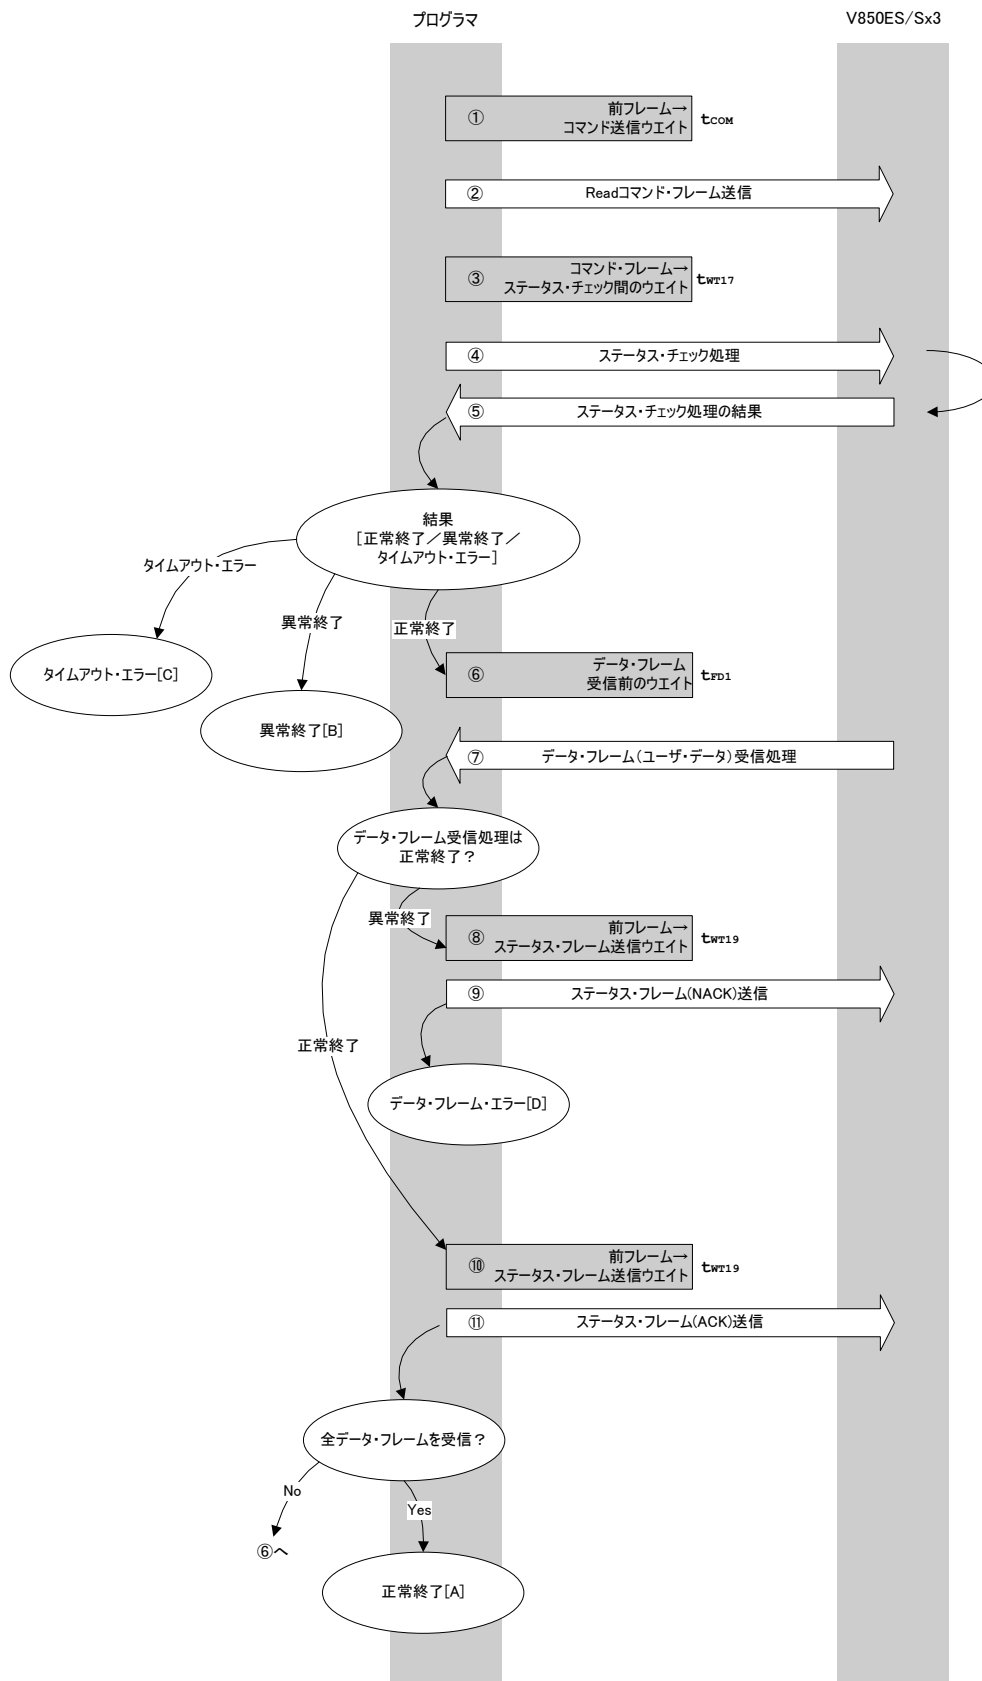 プログラマ
V850ES/Sx3
① 前フレーム→
コマンド送信ウエイト
tCOM
② Readコマンド・フレーム送信
③ コマンド・フレーム→
ステータス・チェック間のウエイト
tWT17
④ ステータス・チェック処理
⑤ ステータス・チェック処理の結果
結果
[正常終了／異常終了／
タイムアウト・エラー]
タイムアウト・エラー
異常終了
正常終了
タイムアウト・エラー[C]
異常終了[B]
⑥ データ・フレーム
受信前のウエイト
tFD1
⑦ データ・フレーム（ユーザ・データ）受信処理
データ・フレーム受信処理は
正常終了？
異常終了
⑧ 前フレーム→
ステータス・フレーム送信ウエイト
tWT19
⑨ ステータス・フレーム(NACK)送信
正常終了
データ・フレーム・エラー[D]
⑩ 前フレーム→
ステータス・フレーム送信ウエイト
tWT19
⑪ ステータス・フレーム(ACK)送信
全データ・フレームを受信？
No
Yes
⑥へ
正常終了[A]